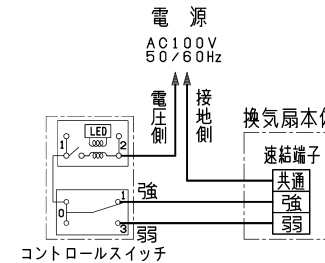 電 源
AC100V
50/60Hz
電圧側
接地側
換気扇本体
LED
1
2
速結端子
共通
強
弱
0
1
強
3
弱
コントロールスイッチ